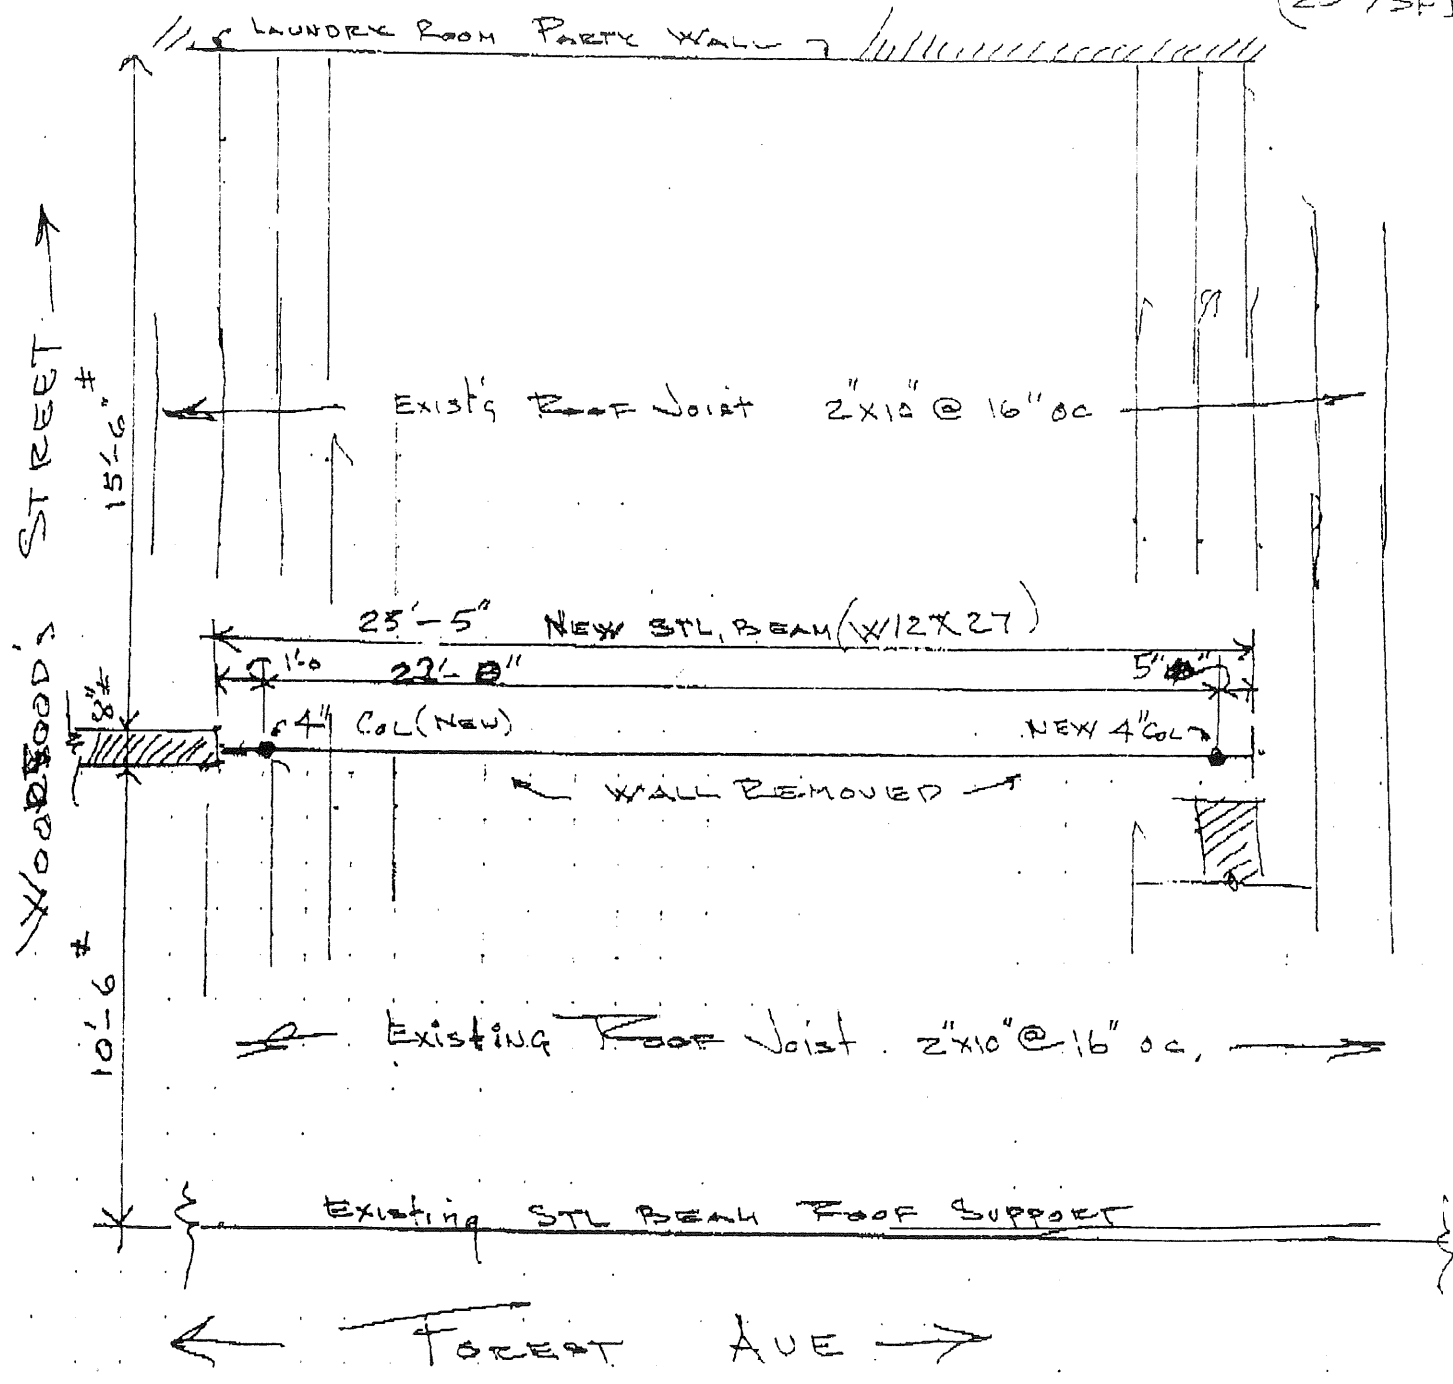 LAUNDRY ROOM PARTY WALL
EXIST'G ROOF JOIST 2"X10" @ 16" OC
STREET
15'-6" ±
23'-5" NEW STL. BEAM (W12X27)
1'-0
5"
8" ±
4" COL (NEW)
NEW 4" COL
WALL REMOVED
10'-6 ±
EXISTING ROOF JOIST. 2"X10" @ 16" OC.
EXISTING STL BEAM ROOF SUPPORT
FOREST AVE